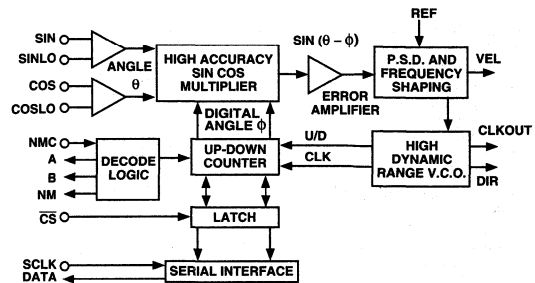 REF
SIN
SINLO
COS
COSLO
ANGLE
θ
HIGH ACCURACY
SIN COS
MULTIPLIER
SIN (θ – ϕ)
ERROR
AMPLIFIER
P.S.D. AND
FREQUENCY
SHAPING
VEL
DIGITAL
ANGLE ϕ
NMC
A
B
NM
DECODE
LOGIC
UP-DOWN
COUNTER
U/D
CLK
HIGH
DYNAMIC
RANGE V.C.O.
CLKOUT
DIR
CS
LATCH
SCLK
DATA
SERIAL INTERFACE